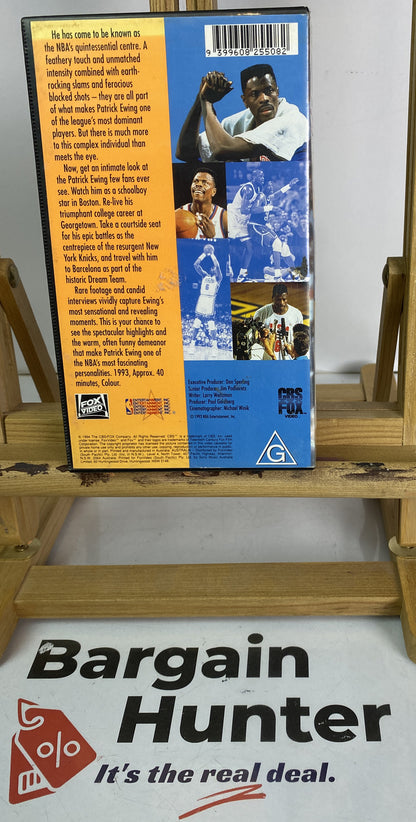 He has come to be known as
the NBA's quintessential centre. A
feathery touch and unmatched
intensity combined with earth-
rocking slams and ferocious
blocked shots – they are all part
of what makes Patrick Ewing one
of the league's most dominant
players. But there is much more
to this complex individual than
meets the eye.
Now, get an intimate look at
the Patrick Ewing few fans ever
see. Watch him as a schoolboy
star in Boston. Re-live his
triumphant college career at
Georgetown. Take a courtside seat
for his epic battles as the
centrepiece of the resurgent New
York Knicks, and travel with him
to Barcelona as part of the
historic Dream Team.
Rare footage and candid
interviews vividly capture Ewing's
most sensational and revealing
moments. This is your chance to
see the spectacular highlights and
the warm, often funny demeanor
that make Patrick Ewing one of
the NBA's most fascinating
personalities. 1993, Approx. 40
minutes, Colour.
9 399608 255082
6
Executive Producer: Don Sperling
Senior Producer: Jim Podhoretz
Writer: Larry Weitzman
Producer: Paul Goldberg
Cinematographer: Michael Winik
© 1993 NBA Entertainment, Inc.
FOX
VIDEO
CBS
FOX
VIDEO
G
Bargain
Hunter
%
It's the real deal.